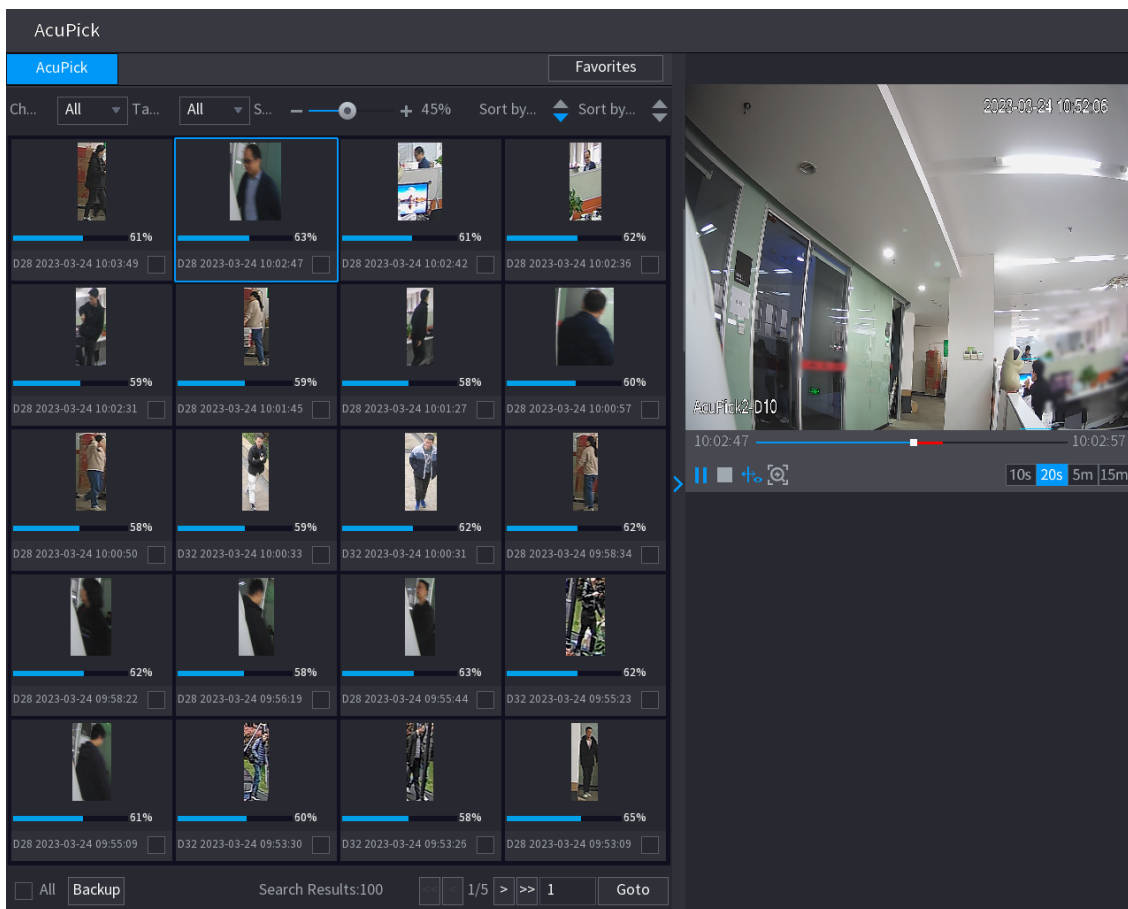 AcuPick
AcuPick
Favorites
Ch... All Ta... All S... 45% Sort by... Sort by...
61% 63% 61% 62%
D28 2023-03-24 10:03:49 D28 2023-03-24 10:02:47 D28 2023-03-24 10:02:42 D28 2023-03-24 10:02:36
59% 59% 58% 60%
D28 2023-03-24 10:02:31 D28 2023-03-24 10:01:45 D28 2023-03-24 10:01:27 D28 2023-03-24 10:00:57
58% 59% 62% 62%
D28 2023-03-24 10:00:50 D32 2023-03-24 10:00:33 D32 2023-03-24 10:00:31 D28 2023-03-24 09:58:34
62% 58% 63% 62%
D28 2023-03-24 09:58:22 D28 2023-03-24 09:56:19 D28 2023-03-24 09:55:44 D32 2023-03-24 09:55:23
61% 60% 58% 65%
D28 2023-03-24 09:55:09 D32 2023-03-24 09:53:30 D32 2023-03-24 09:53:26 D28 2023-03-24 09:53:09
All Backup Search Results:100 << < 1/5 > >> 1 Goto
2023-03-24 10:52:06
AcuPick2-D10
10:02:47 10:02:57
10s 20s 5m 15m